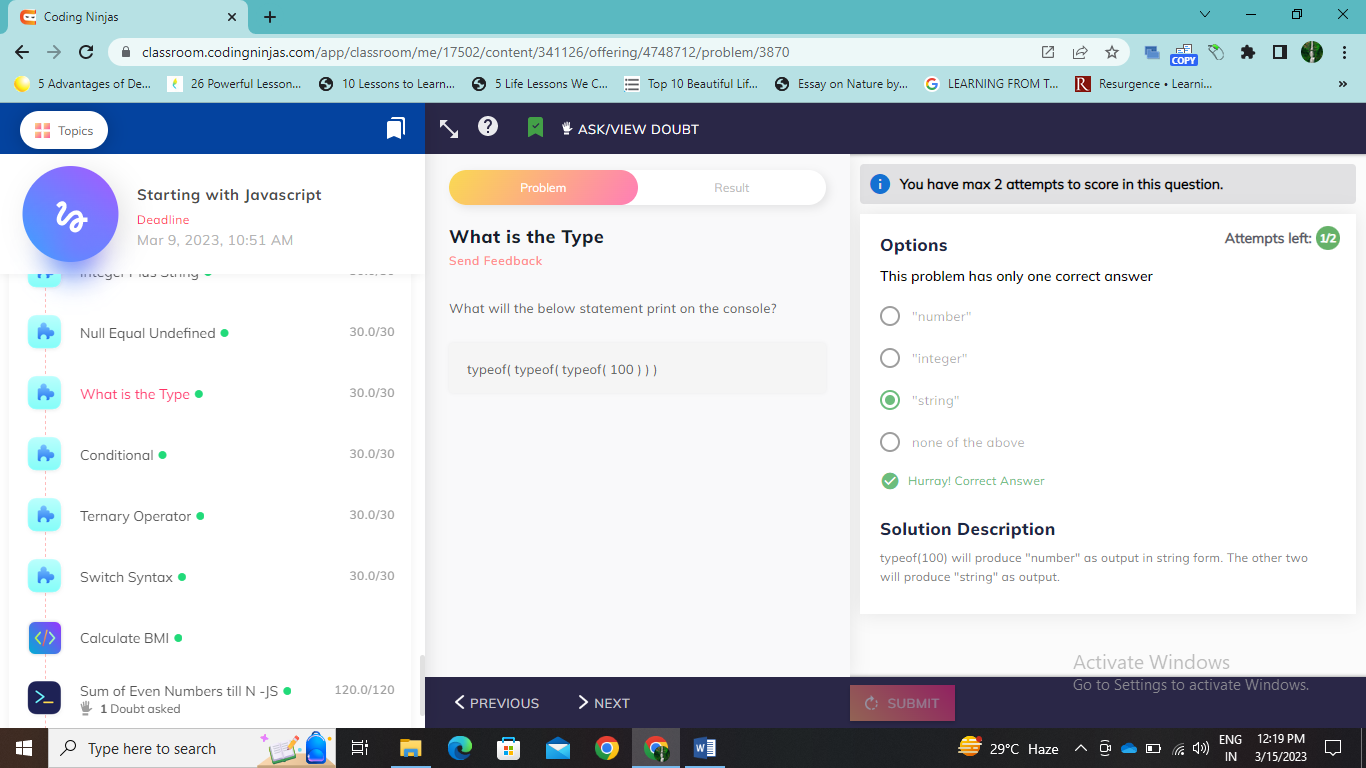 Coding Ninjas
classroom.codingninjas.com/app/classroom/me/17502/content/341126/offering/4748712/problem/3870
COPY
5 Advantages of De...
26 Powerful Lesson...
10 Lessons to Learn...
5 Life Lessons We C...
Top 10 Beautiful Lif...
Essay on Nature by...
LEARNING FROM T...
Resurgence • Learni...
»
Topics
ASK/VIEW DOUBT
Starting with Javascript
Deadline
Mar 9, 2023, 10:51 AM
Integer Plus String
Null Equal Undefined
30.0/30
What is the Type
30.0/30
Conditional
30.0/30
Ternary Operator
30.0/30
Switch Syntax
30.0/30
Calculate BMI
Sum of Even Numbers till N -JS
120.0/120
1 Doubt asked
Problem
Result
What is the Type
Send Feedback
What will the below statement print on the console?
typeof( typeof( typeof( 100 ) ) )
PREVIOUS
NEXT
You have max 2 attempts to score in this question.
Options
Attempts left: 1/2
This problem has only one correct answer
"number"
"integer"
"string"
none of the above
Hurray! Correct Answer
Solution Description
typeof(100) will produce "number" as output in string form. The other two
will produce "string" as output.
Activate Windows
Go to Settings to activate Windows.
SUBMIT
Type here to search
29°C Haze
ENG
IN
12:19 PM
3/15/2023